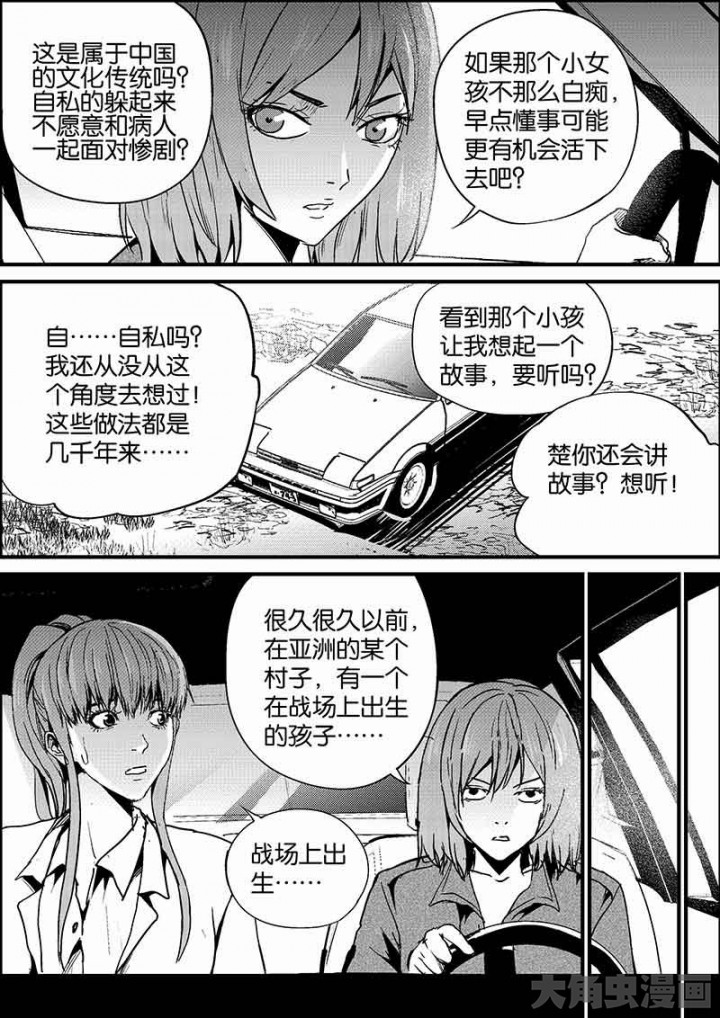 这是属于中国
的文化传统吗？
自私的躲起来
不愿意和病人
一起面对惨剧？
如果那个小女
孩不那么白痴，
早点懂事可能
更有机会活下
去吧？
自……自私吗？
我还从没从这
个角度去想过！
这些做法都是
几千年来……
看到那个小孩
让我想起一个
故事，要听吗？
楚你还会讲
故事？想听！
很久很久以前，
在亚洲的某个
村子，有一个
在战场上出生
的孩子……
战场上出
生……
大角虫漫画